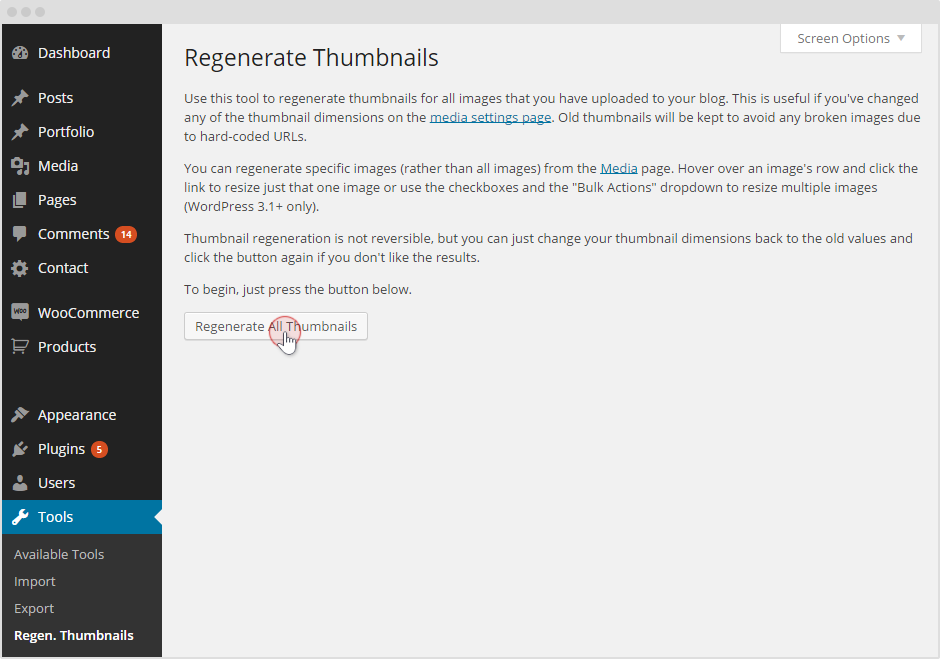 Screen Options
Dashboard
Posts
Portfolio
Media
Pages
Comments 14
Contact
WOO WooCommerce
Products
Appearance
Plugins 5
Users
Tools
Available Tools
Import
Export
Regen. Thumbnails
Regenerate Thumbnails
Use this tool to regenerate thumbnails for all images that you have uploaded to your blog. This is useful if you've changed
any of the thumbnail dimensions on the media settings page. Old thumbnails will be kept to avoid any broken images due
to hard-coded URLs.
You can regenerate specific images (rather than all images) from the Media page. Hover over an image's row and click the
link to resize just that one image or use the checkboxes and the "Bulk Actions" dropdown to resize multiple images
(WordPress 3.1+ only).
Thumbnail regeneration is not reversible, but you can just change your thumbnail dimensions back to the old values and
click the button again if you don't like the results.
To begin, just press the button below.
Regenerate All Thumbnails